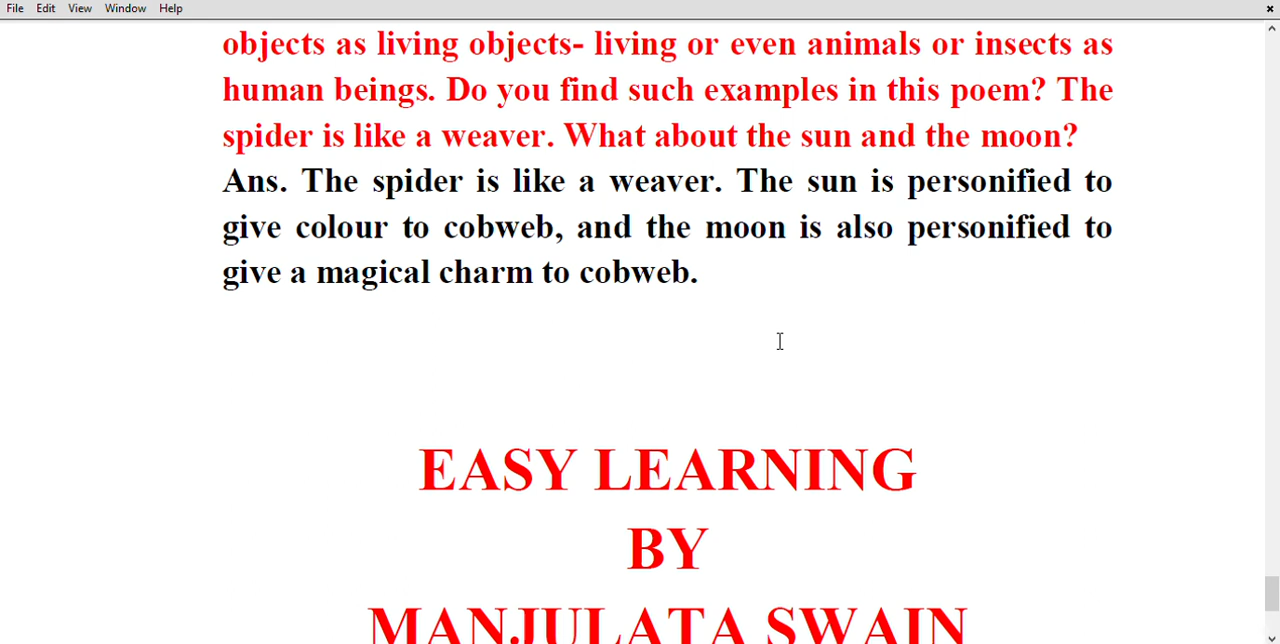 File Edit View Window Help
objects as living objects- living or even animals or insects as
human beings. Do you find such examples in this poem? The
spider is like a weaver. What about the sun and the moon?
Ans. The spider is like a weaver. The sun is personified to
give colour to cobweb, and the moon is also personified to
give a magical charm to cobweb.
EASY LEARNING
BY
MANJULATA SWAIN